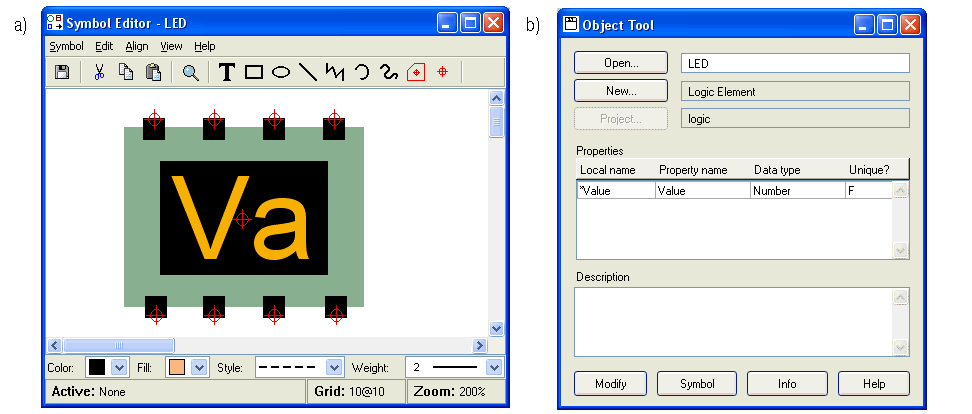 a)
Symbol Editor - LED
Symbol Edit Align View Help
T
Va
Color: Fill: Style: Weight: 2
Active: None Grid: 10@10 Zoom: 200%
b)
Object Tool
Open... LED
New... Logic Element
Project... logic
Properties
Local name Property name Data type Unique?
*Value Value Number F
Description
Modify Symbol Info Help